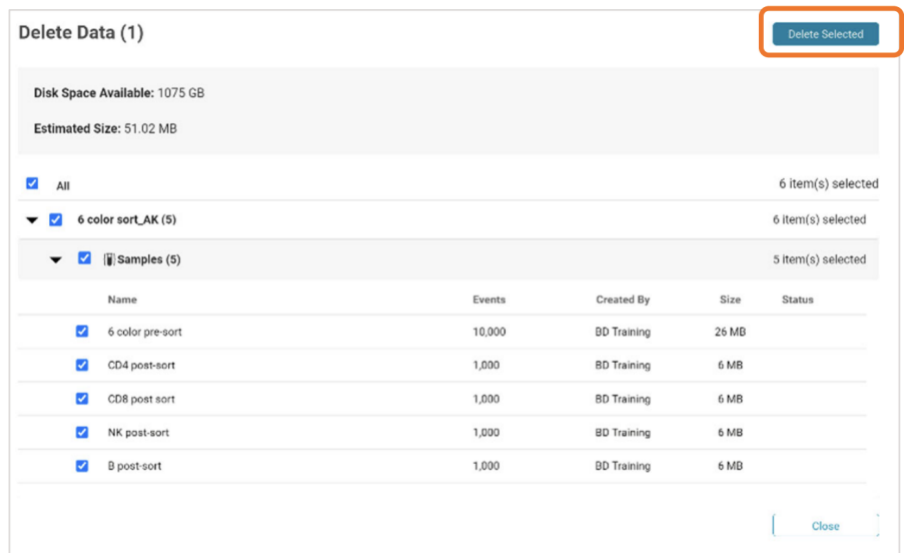 Delete Data (1)
Delete Selected
Disk Space Available: 1075 GB
Estimated Size: 51.02 MB
All 6 item(s) selected
6 color sort_AK (5) 6 item(s) selected
Samples (5) 5 item(s) selected
Name Events Created By Size Status
6 color pre-sort 10,000 BD Training 26 MB
CD4 post-sort 1,000 BD Training 6 MB
CD8 post sort 1,000 BD Training 6 MB
NK post-sort 1,000 BD Training 6 MB
B post-sort 1,000 BD Training 6 MB
Close